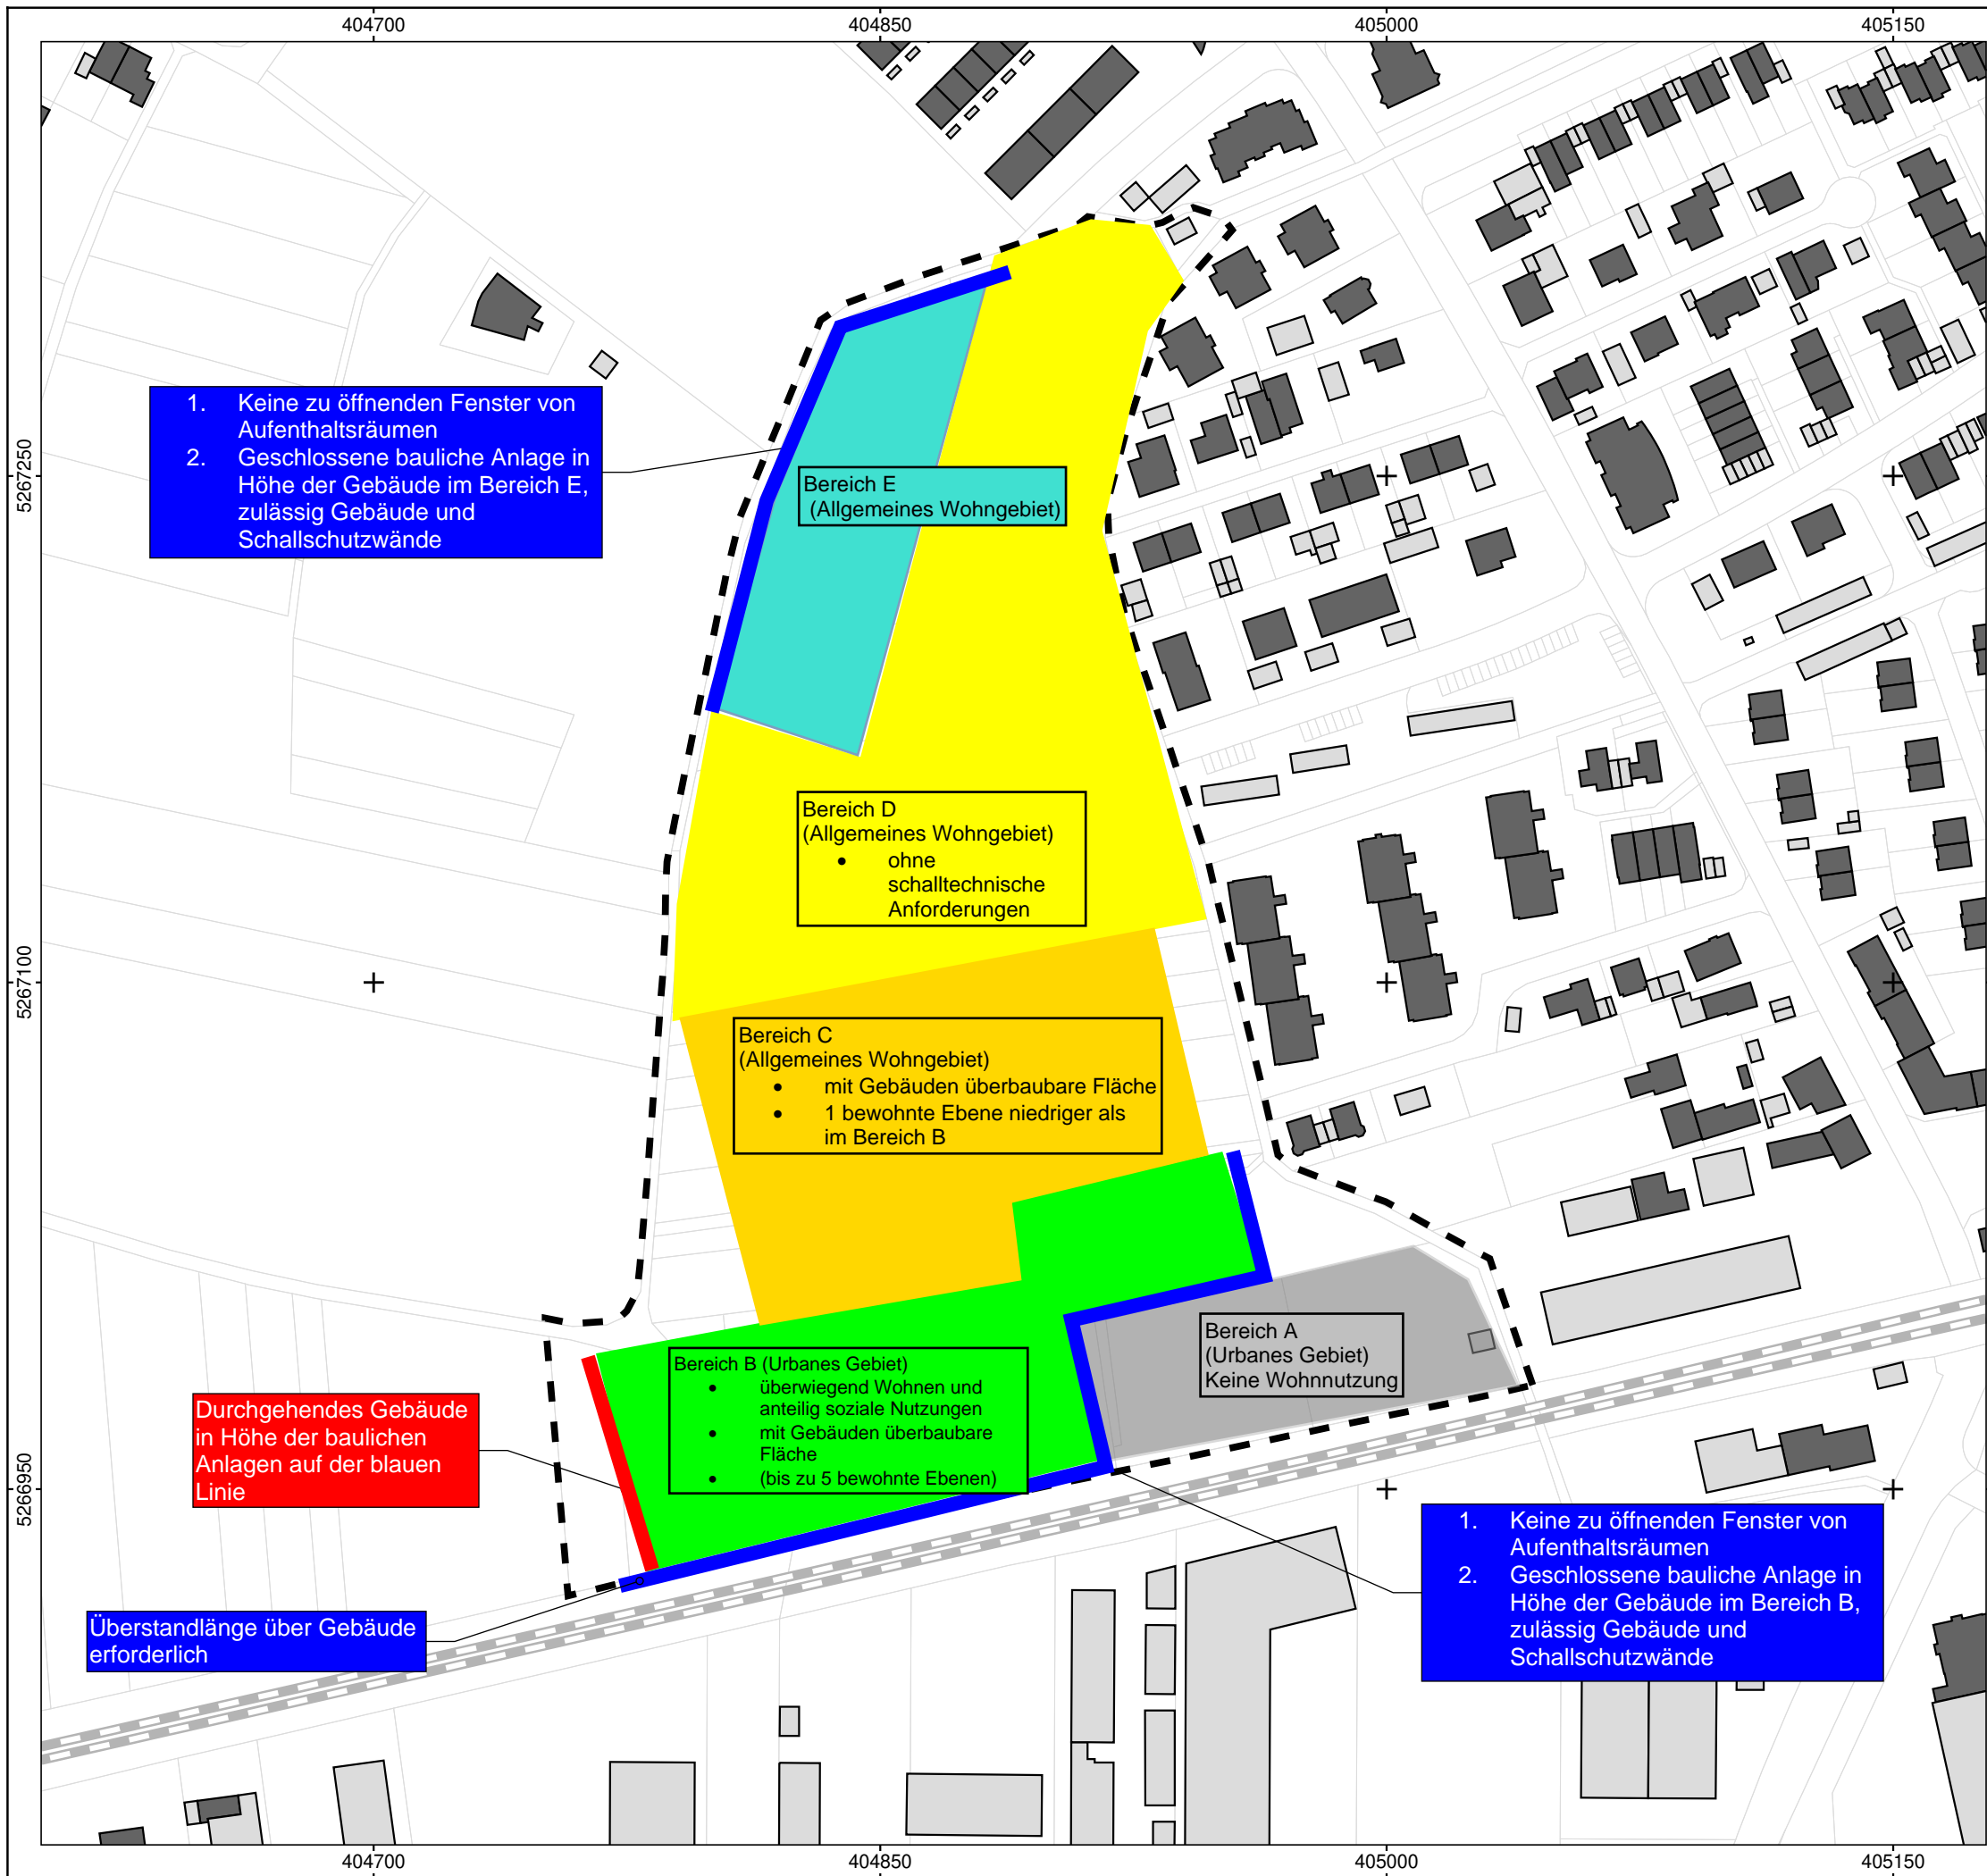 404700
404850
405000
405150
5267250
5267100
5266950
1. Keine zu öffnenden Fenster von
Aufenthaltsräumen
2. Geschlossene bauliche Anlage in
Höhe der Gebäude im Bereich E,
zulässig Gebäude und
Schallschutzwände
Bereich E
(Allgemeines Wohngebiet)
Bereich D
(Allgemeines Wohngebiet)
• ohne
schalltechnische
Anforderungen
Bereich C
(Allgemeines Wohngebiet)
• mit Gebäuden überbaubare Fläche
• 1 bewohnte Ebene niedriger als
im Bereich B
Bereich A
(Urbanes Gebiet)
Keine Wohnnutzung
Bereich B (Urbanes Gebiet)
• überwiegend Wohnen und
anteilig soziale Nutzungen
• mit Gebäuden überbaubare
Fläche
• (bis zu 5 bewohnte Ebenen)
Durchgehendes Gebäude
in Höhe der baulichen
Anlagen auf der blauen
Linie
Überstandlänge über Gebäude
erforderlich
1. Keine zu öffnenden Fenster von
Aufenthaltsräumen
2. Geschlossene bauliche Anlage in
Höhe der Gebäude im Bereich B,
zulässig Gebäude und
Schallschutzwände
404700
404850
405000
405150